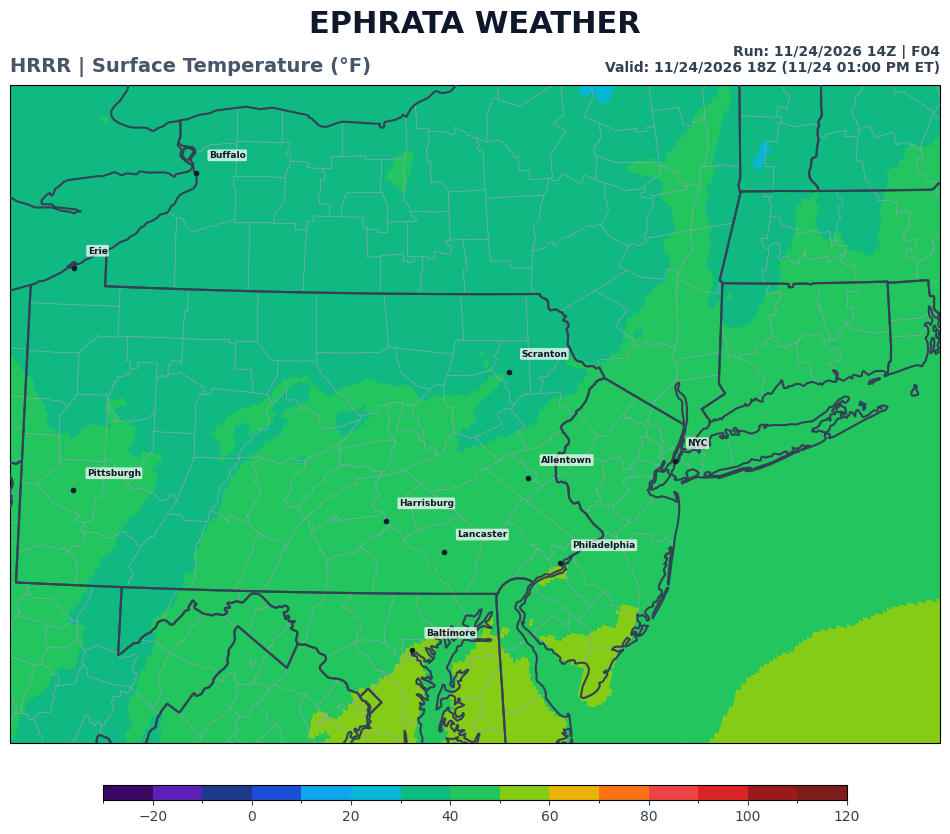 EPHRATA WEATHER
HRRR | Surface Temperature (°F)
Run: 11/24/2026 14Z | F04
Valid: 11/24/2026 18Z (11/24 01:00 PM ET)
Buffalo
Erie
Scranton
NYC
Allentown
Pittsburgh
Harrisburg
Lancaster
Philadelphia
Baltimore
−20 0 20 40 60 80 100 120